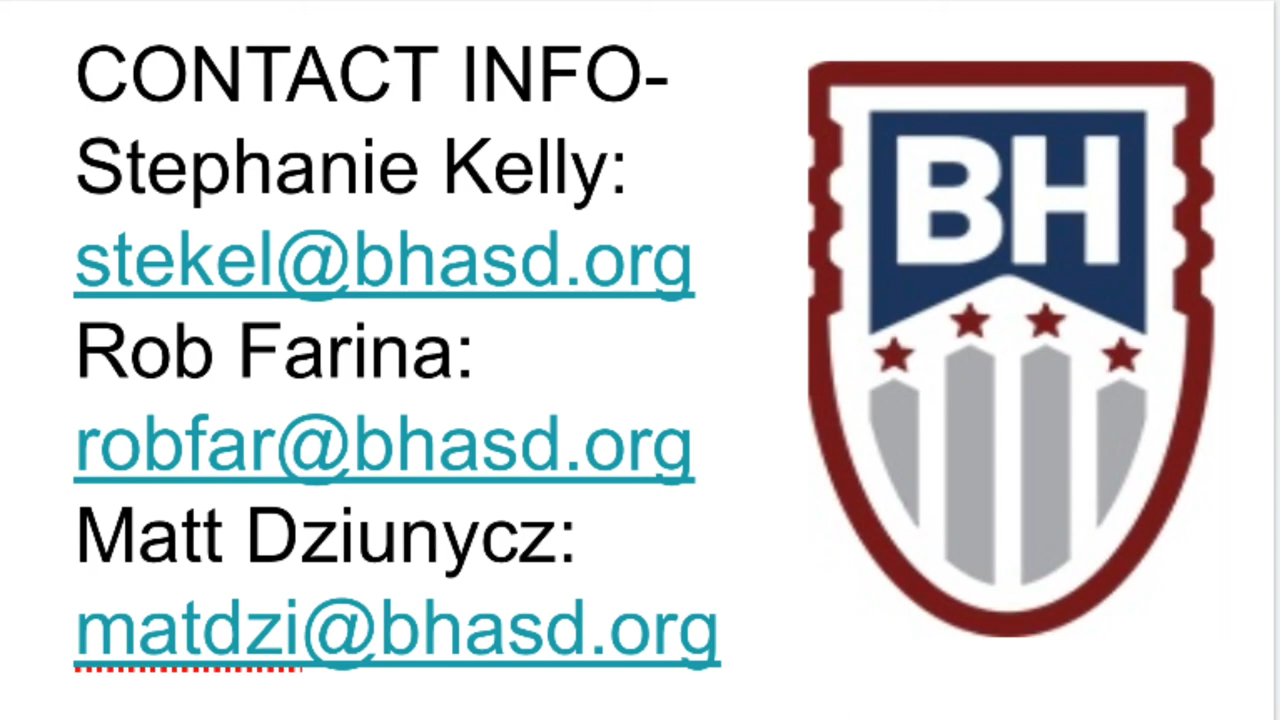 CONTACT INFO-
Stephanie Kelly:
stekel@bhasd.org
Rob Farina:
robfar@bhasd.org
Matt Dziunycz:
matdzi@bhasd.org
BH